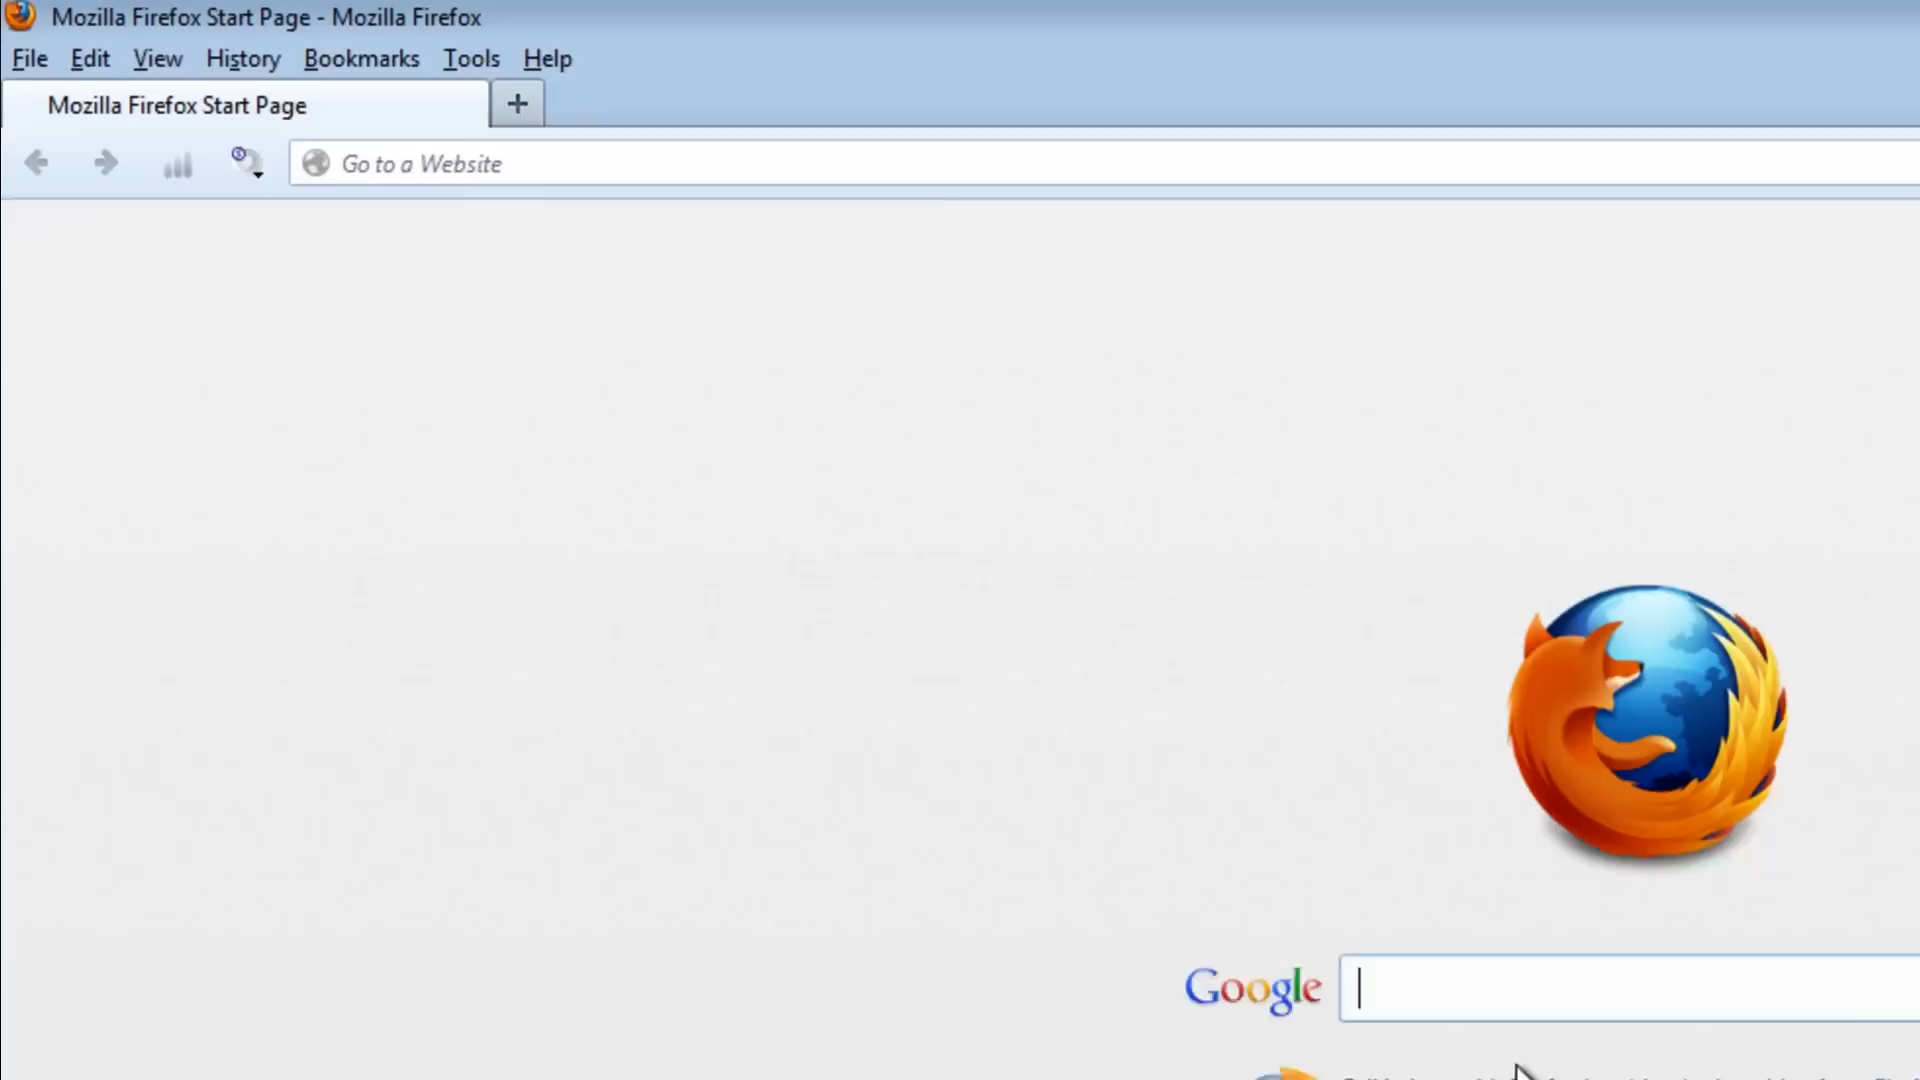 Mozilla Firefox Start Page - Mozilla Firefox
File Edit View History Bookmarks Tools Help
Mozilla Firefox Start Page
Go to a Website
Google